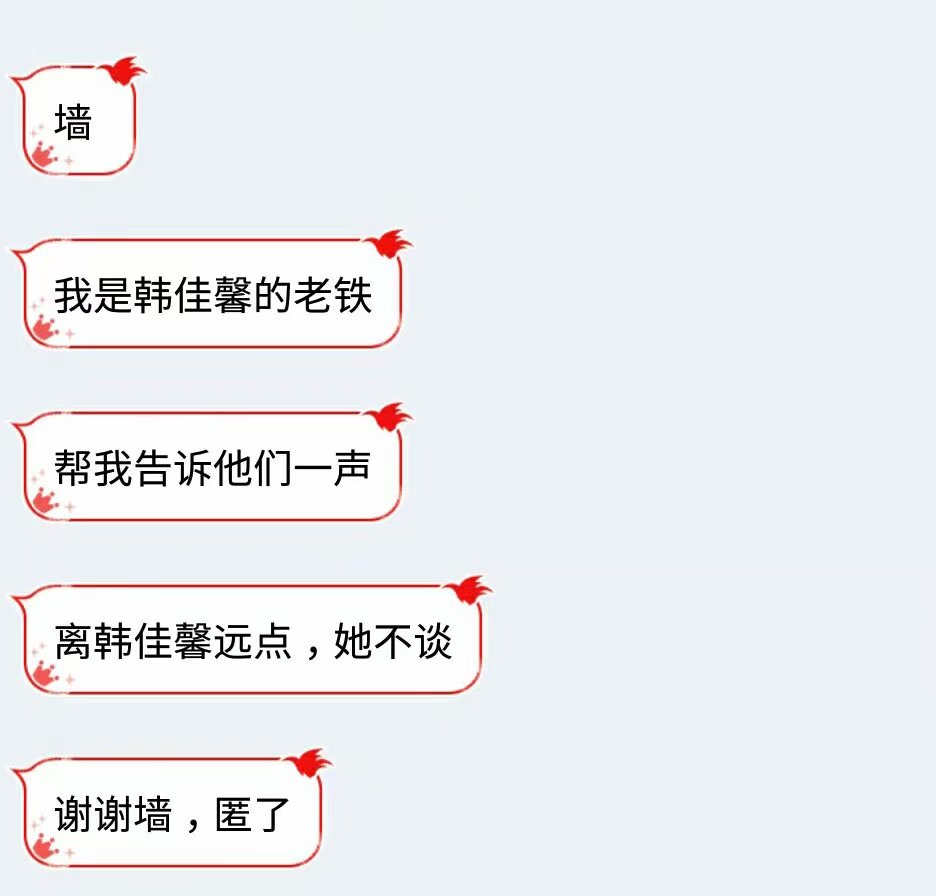 墙
我是韩佳馨的老铁
帮我告诉他们一声
离韩佳馨远点，她不谈
谢谢墙，匿了